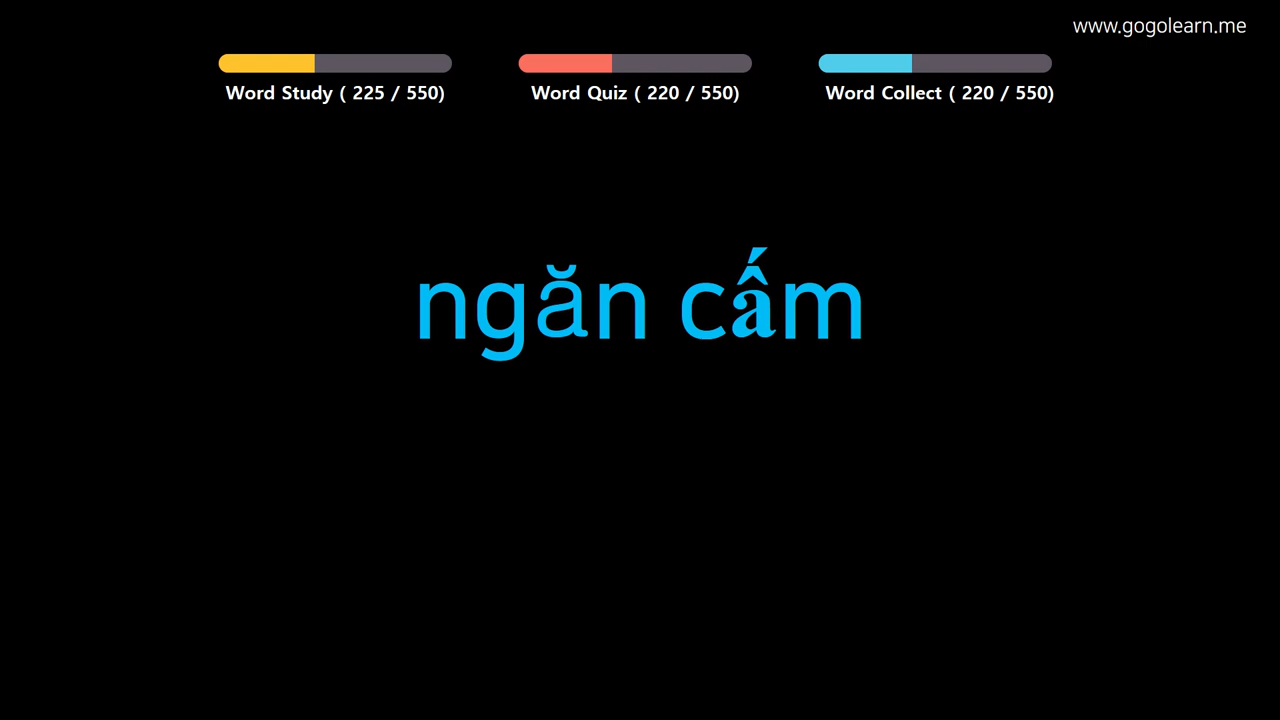 www.gogolearn.me
Word Study ( 225 / 550)
Word Quiz ( 220 / 550)
Word Collect ( 220 / 550)
ngăn cấm